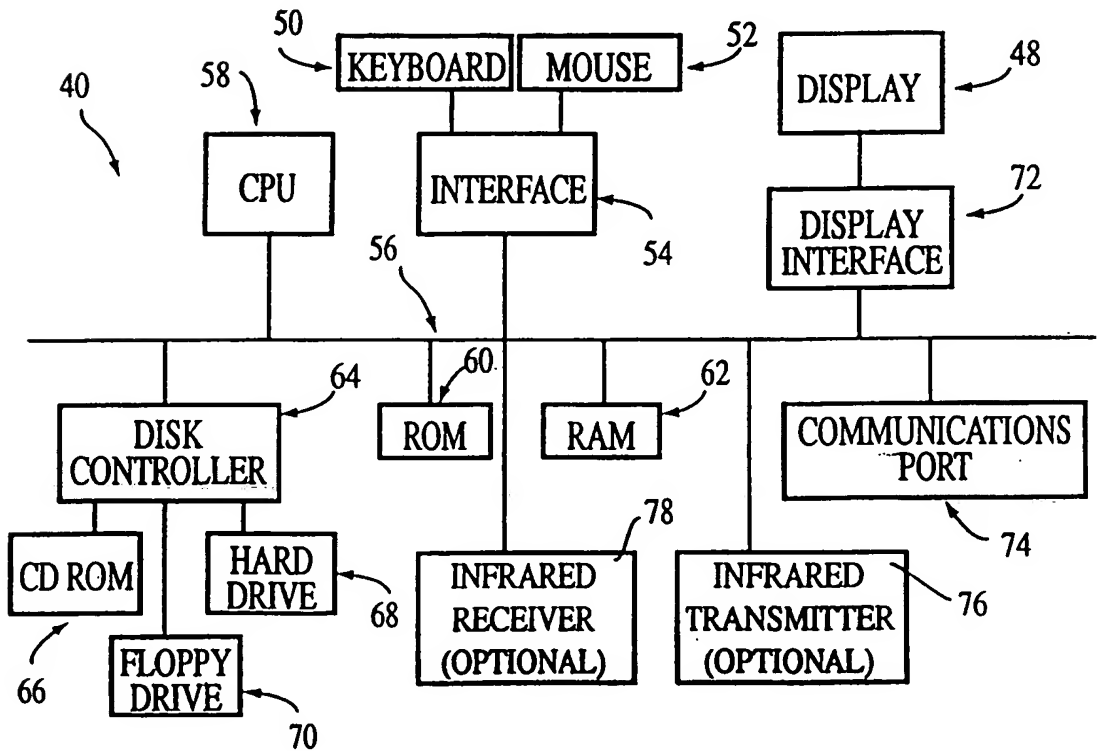 50
KEYBOARD
MOUSE
52
48
DISPLAY
58
40
CPU
INTERFACE
54
72
DISPLAY
INTERFACE
56
64
60
62
DISK
CONTROLLER
ROM
RAM
COMMUNICATIONS
PORT
74
CD ROM
66
HARD
DRIVE
68
FLOPPY
DRIVE
70
78
INFRARED
RECEIVER
(OPTIONAL)
INFRARED
TRANSMITTER
(OPTIONAL)
76